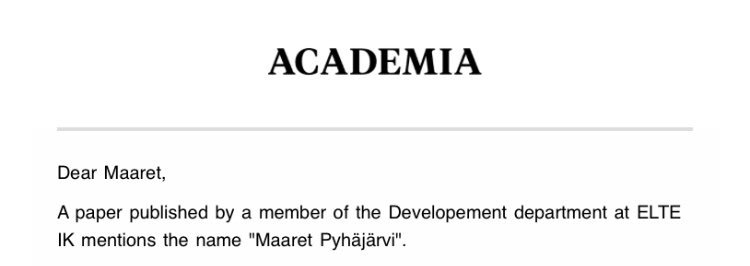 ACADEMIA
Dear Maaret,
A paper published by a member of the Developement department at ELTE
IK mentions the name "Maaret Pyhäjärvi".